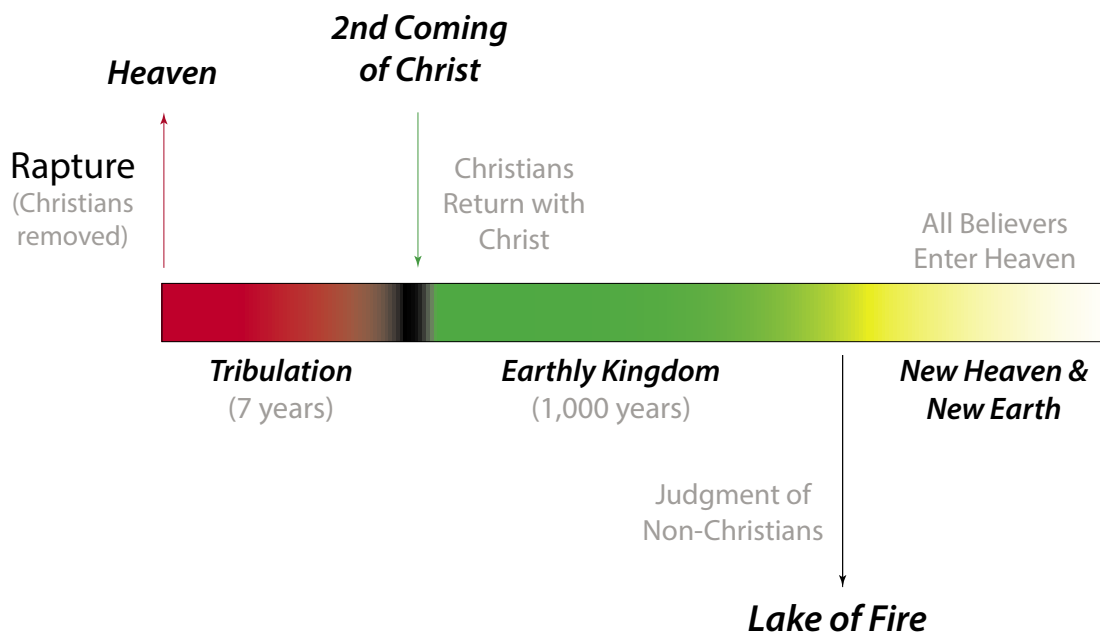 Heaven
2nd Coming
of Christ
Rapture
(Christians
removed)
Christians
Return with
Christ
All Believers
Enter Heaven
Tribulation
(7 years)
Earthly Kingdom
(1,000 years)
New Heaven &
New Earth
Judgment of
Non-Christians
Lake of Fire